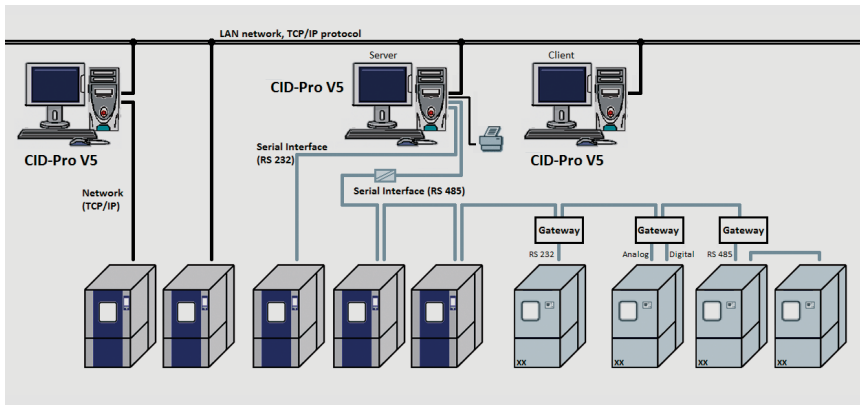 LAN network, TCP/IP protocol
Server
Client
CID-Pro V5
CID-Pro V5
CID-Pro V5
Serial Interface
(RS 232)
Serial Interface (RS 485)
Network
(TCP/IP)
Gateway
Gateway
Gateway
RS 232
Analog
Digital
RS 485
XX
XX
XX
XX